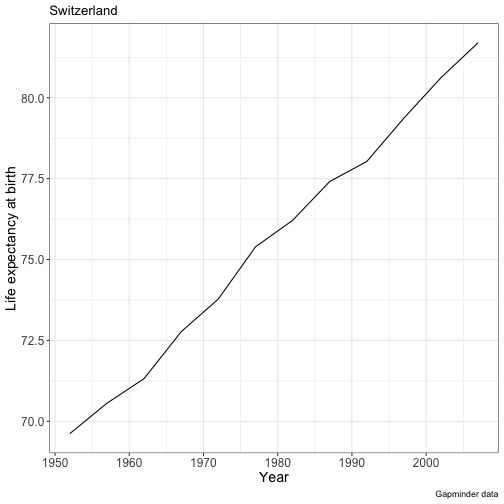 Switzerland
80.0
77.5
75.0
72.5
70.0
Life expectancy at birth
1950 1960 1970 1980 1990 2000
Year
Gapminder data